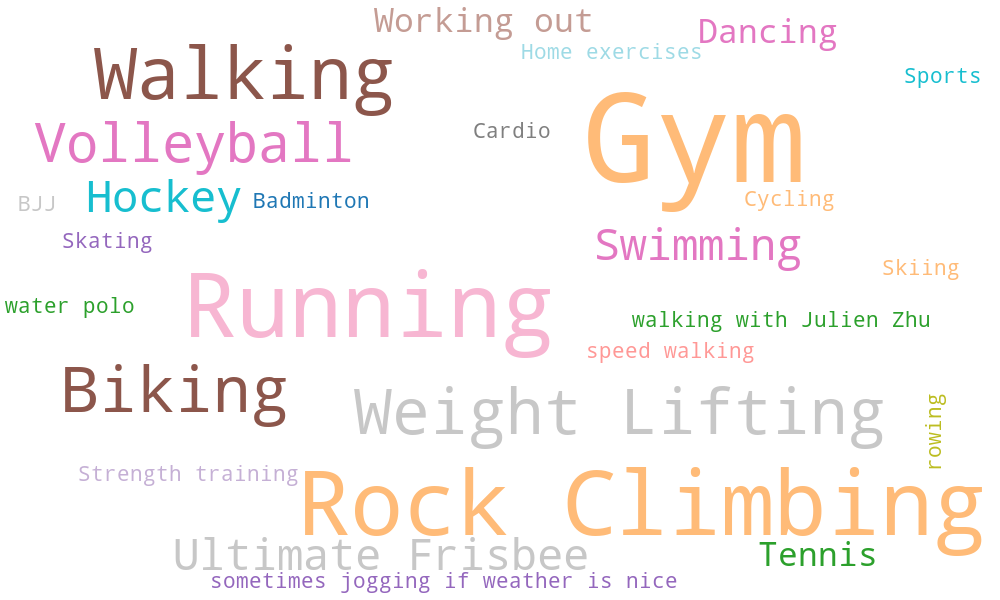 Working out
Dancing
Home exercises
Walking
Sports
Gym
Cardio
Volleyball
Hockey
Badminton
BJJ
Cycling
Skating
Swimming
Skiing
Running
water polo
walking with Julien Zhu
speed walking
Biking
Weight Lifting
rowing
Strength training
Rock Climbing
Ultimate Frisbee
Tennis
sometimes jogging if weather is nice